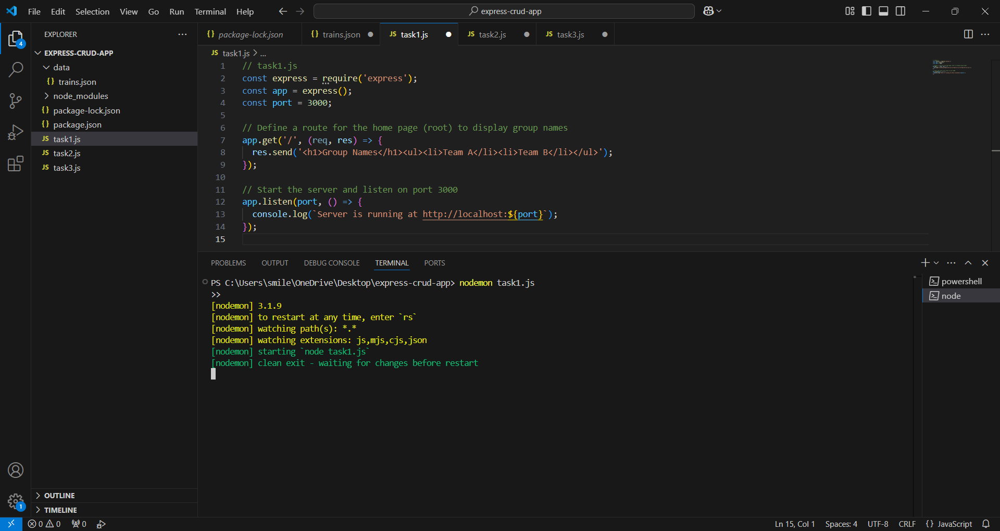 File Edit Selection View Go Run Terminal Help
express-crud-app
EXPLORER
4
EXPRESS-CRUD-APP
data
{} trains.json
node_modules
{} package-lock.json
{} package.json
JS task1.js
JS task2.js
JS task3.js
OUTLINE
TIMELINE
1
{} package-lock.json
{} trains.json
JS task1.js
JS task2.js
JS task3.js
JS task1.js > ...
1 // task1.js
2 const express = require('express');
3 const app = express();
4 const port = 3000;
5
6 // Define a route for the home page (root) to display group names
7 app.get('/', (req, res) => {
8 res.send('<h1>Group Names</h1><ul><li>Team A</li><li>Team B</li></ul>');
9 });
10
11 // Start the server and listen on port 3000
12 app.listen(port, () => {
13 console.log(`Server is running at http://localhost:${port}`);
14 });
15
PROBLEMS OUTPUT DEBUG CONSOLE TERMINAL PORTS
PS C:\Users\smile\OneDrive\Desktop\express-crud-app> nodemon task1.js
>>
[nodemon] 3.1.9
[nodemon] to restart at any time, enter `rs`
[nodemon] watching path(s): *.*
[nodemon] watching extensions: js,mjs,cjs,json
[nodemon] starting `node task1.js`
[nodemon] clean exit - waiting for changes before restart
powershell
node
0 0 0
Ln 15, Col 1 Spaces: 4 UTF-8 CRLF {} JavaScript